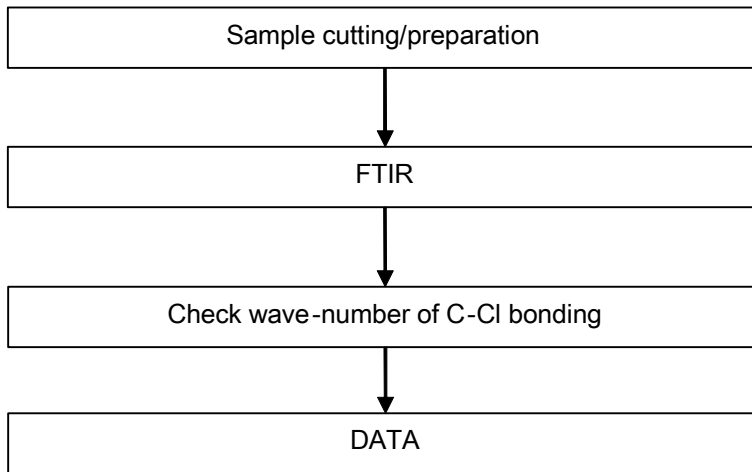 Sample cutting/preparation
FTIR
Check wave-number of C-Cl bonding
DATA